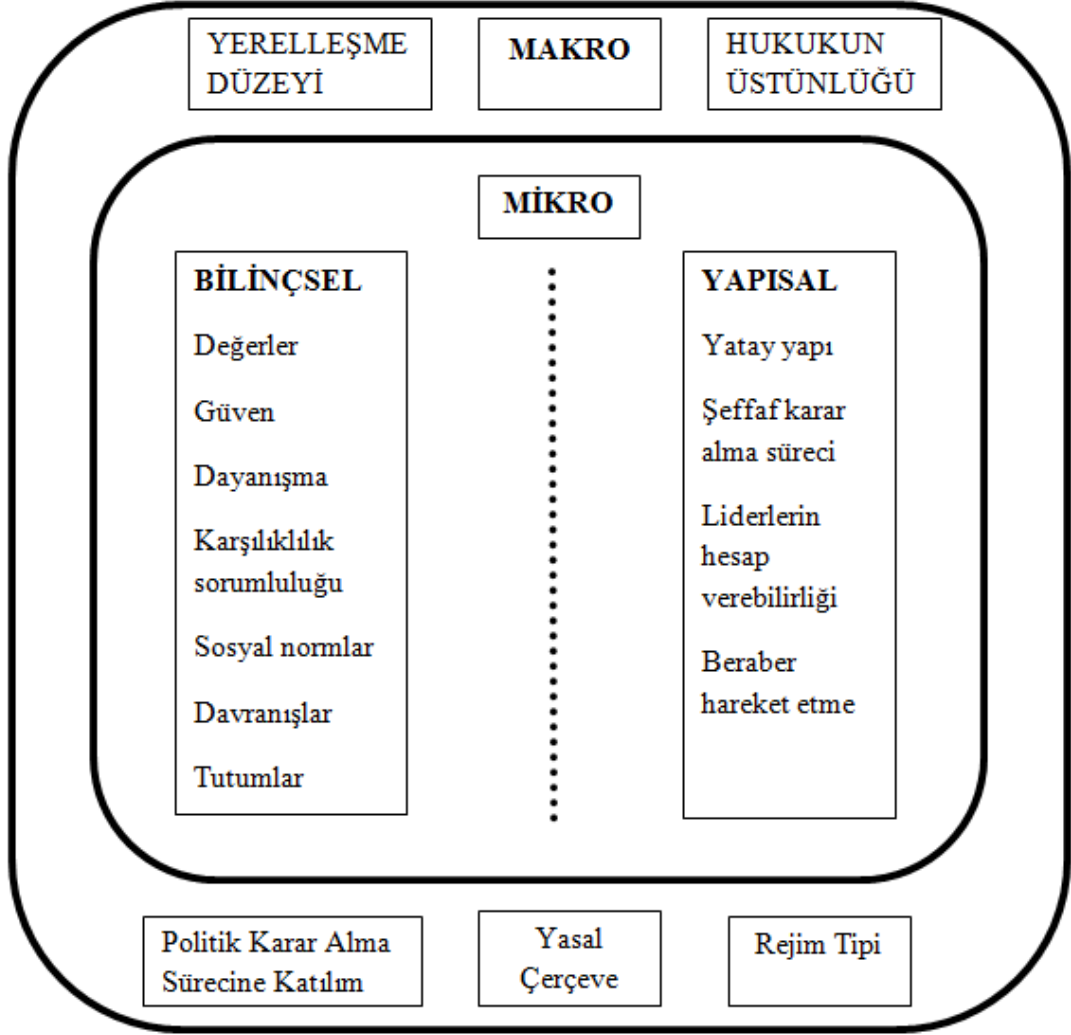 YERELLEŞME
DÜZEYİ
MAKRO
HUKUKUN
ÜSTÜNLÜĞÜ
MİKRO
BİLİNÇSEL
Değerler
Güven
Dayanışma
Karşılıklılık
sorumluluğu
Sosyal normlar
Davranışlar
Tutumlar
YAPISAL
Yatay yapı
Şeffaf karar
alma süreci
Liderlerin
hesap
verebilirliği
Beraber
hareket etme
Politik Karar Alma
Sürecine Katılım
Yasal
Çerçeve
Rejim Tipi